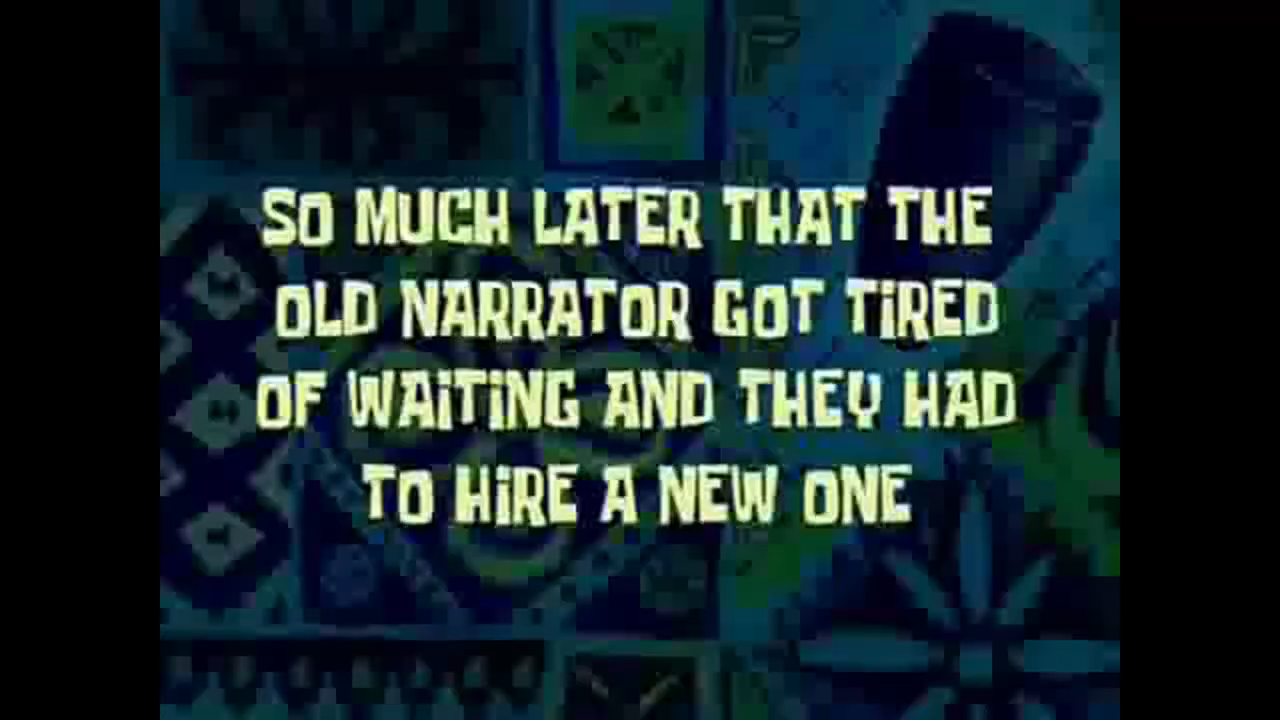 SO MUCH LATER THAT THE
OLD NARRATOR GOT TiRED
OF WAiTiNG AND THEY HAD
TO HiRE A NEW ONE